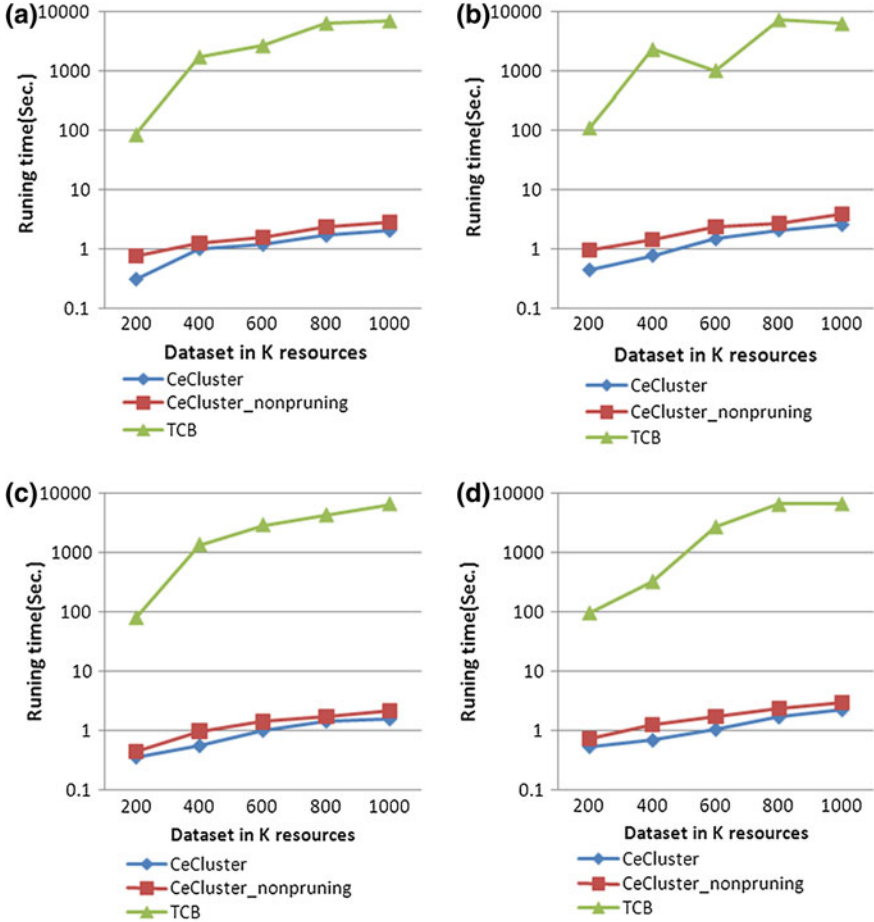 (a)
10000
1000
100
10
1
0.1
Runing time(Sec.)
200 400 600 800 1000
Dataset in K resources
CeCluster
CeCluster_nonpruning
TCB
(b)
10000
1000
100
10
1
0.1
Runing time(Sec.)
200 400 600 800 1000
Dataset in K resources
CeCluster
CeCluster_nonpruning
TCB
(c)
10000
1000
100
10
1
0.1
Runing time(Sec.)
200 400 600 800 1000
Dataset in K resources
CeCluster
CeCluster_nonpruning
TCB
(d)
10000
1000
100
10
1
0.1
Runing time(Sec.)
200 400 600 800 1000
Dataset in K resources
CeCluster
CeCluster_nonpruning
TCB